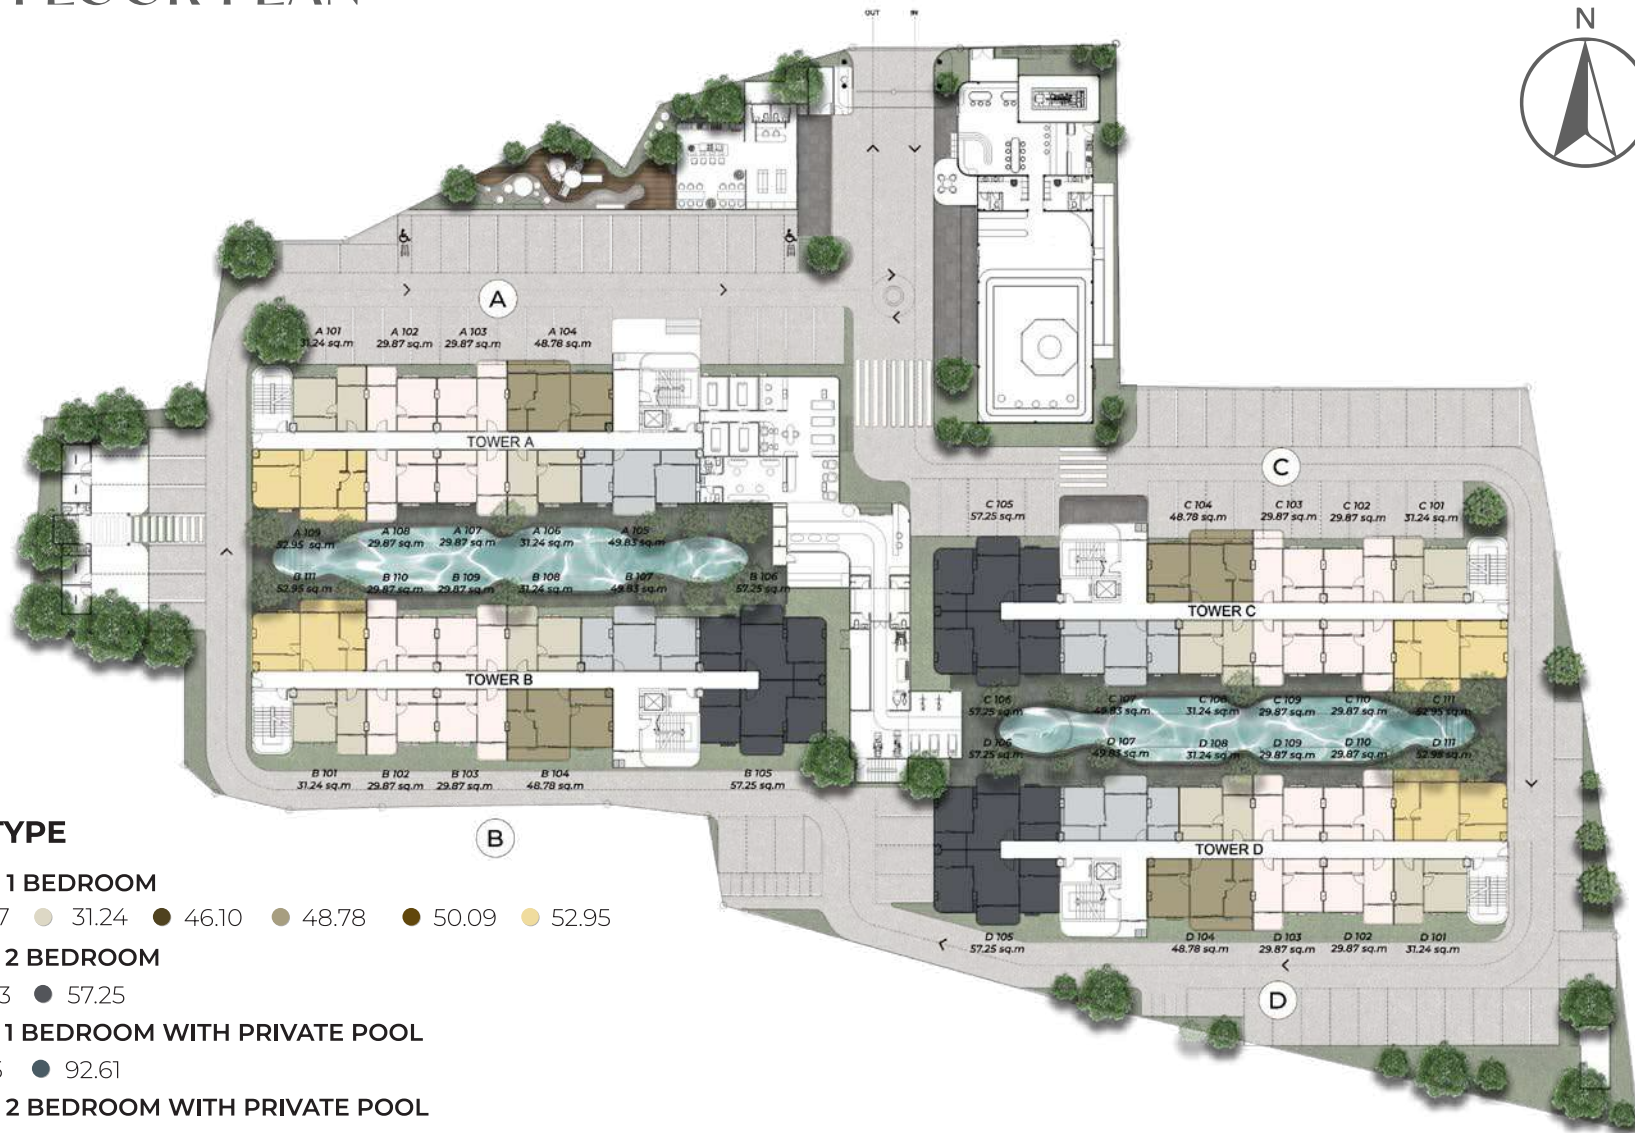 FLOOR PLAN
N
OUT IN
A
A 101
31.24 sq.m
A 102
29.87 sq.m
A 103
29.87 sq.m
A 104
48.78 sq.m
TOWER A
A 109
52.95 sq.m
A 108
29.87 sq.m
A 107
29.87 sq.m
A 106
31.24 sq.m
A 105
49.83 sq.m
B 111
52.95 sq.m
B 110
29.87 sq.m
B 109
29.87 sq.m
B 108
31.24 sq.m
B 107
49.83 sq.m
B 106
57.25 sq.m
TOWER B
B 101
31.24 sq.m
B 102
29.87 sq.m
B 103
29.87 sq.m
B 104
48.78 sq.m
B 105
57.25 sq.m
B
C
C 105
57.25 sq.m
C 104
48.78 sq.m
C 103
29.87 sq.m
C 102
29.87 sq.m
C 101
31.24 sq.m
TOWER C
C 106
57.25 sq.m
C 107
49.83 sq.m
C 108
31.24 sq.m
C 109
29.87 sq.m
C 110
29.87 sq.m
C 111
52.95 sq.m
D 106
57.25 sq.m
D 107
49.83 sq.m
D 108
31.24 sq.m
D 109
29.87 sq.m
D 110
29.87 sq.m
D 111
52.95 sq.m
TOWER D
D 105
57.25 sq.m
D 104
48.78 sq.m
D 103
29.87 sq.m
D 102
29.87 sq.m
D 101
31.24 sq.m
D
TYPE
1 BEDROOM
7 31.24 46.10 48.78 50.09 52.95
2 BEDROOM
3 57.25
1 BEDROOM WITH PRIVATE POOL
92.61
2 BEDROOM WITH PRIVATE POOL